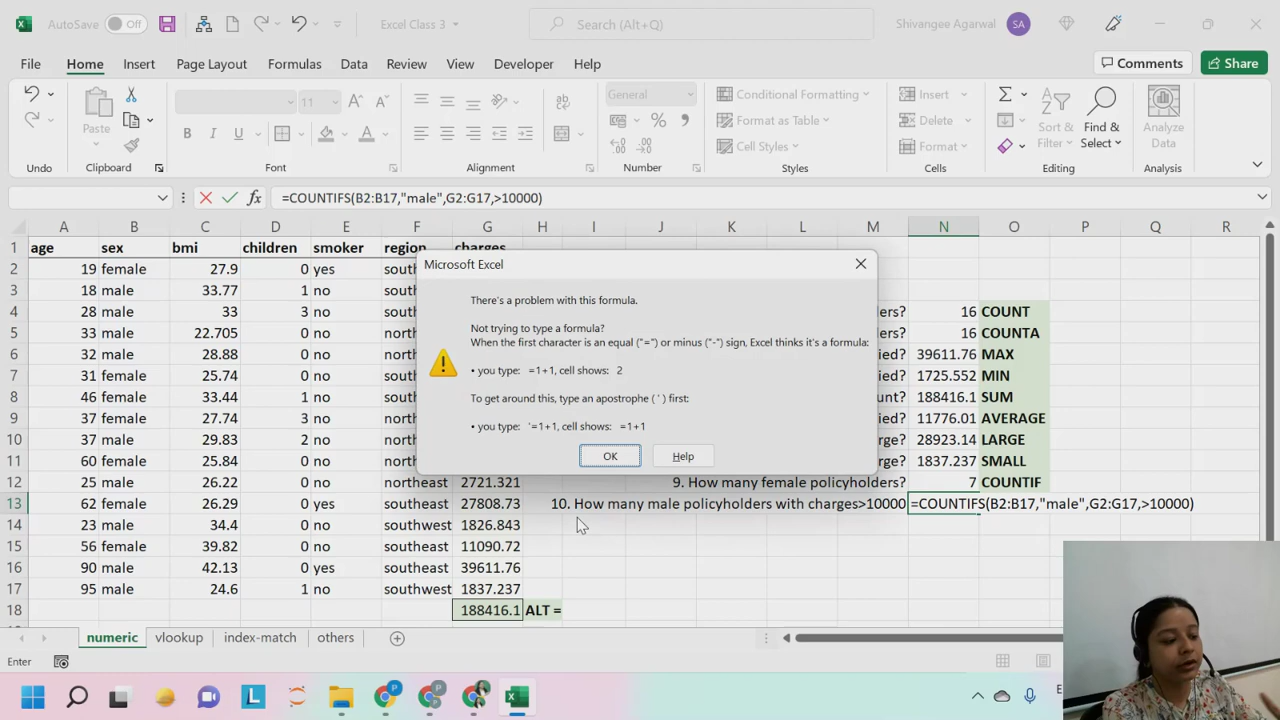 AutoSave Off Excel Class 3 Search (Alt+Q) Shivangee Agarwal SA
File Home Insert Page Layout Formulas Data Review View Developer Help Comments Share
Paste 11 General Conditional Formatting Format as Table Cell Styles Insert Delete Format Sort & Filter Find & Select Analyze Data
Undo Clipboard Font Alignment Number Styles Cells Editing Analysis
=COUNTIFS(B2:B17,"male",G2:G17,>10000)
A B C D E F G H I J K L M N O P Q R
1 age sex bmi children smoker region charges
2 19 female 27.9 0 yes
3 18 male 33.77 1 no
4 28 male 33 3 no 16 COUNT
5 33 male 22.705 0 no 16 COUNTA
6 32 male 28.88 0 no 39611.76 MAX
7 31 female 25.74 0 no 1725.552 MIN
8 46 female 33.44 1 no 188416.1 SUM
9 37 female 27.74 3 no 11776.01 AVERAGE
10 37 male 29.83 2 no 28923.14 LARGE
11 60 female 25.84 0 no 1837.237 SMALL
12 25 male 26.22 0 no northeast 2721.321 9. How many female policyholders? 7 COUNTIF
13 62 female 26.29 0 yes southeast 27808.73 10. How many male policyholders with charges>10000 =COUNTIFS(B2:B17,"male",G2:G17,>10000)
14 23 male 34.4 0 no southwest 1826.843
15 56 female 39.82 0 no southeast 11090.72
16 90 male 42.13 0 yes southeast 39611.76
17 95 male 24.6 1 no southwest 1837.237
18 188416.1 ALT =
Microsoft Excel
There's a problem with this formula.
Not trying to type a formula?
When the first character is an equal ("=") or minus ("-") sign, Excel thinks it's a formula:
• you type: =1+1, cell shows: 2
To get around this, type an apostrophe ( ' ) first:
• you type: '=1+1, cell shows: =1+1
OK Help
numeric vlookup index-match others
Enter